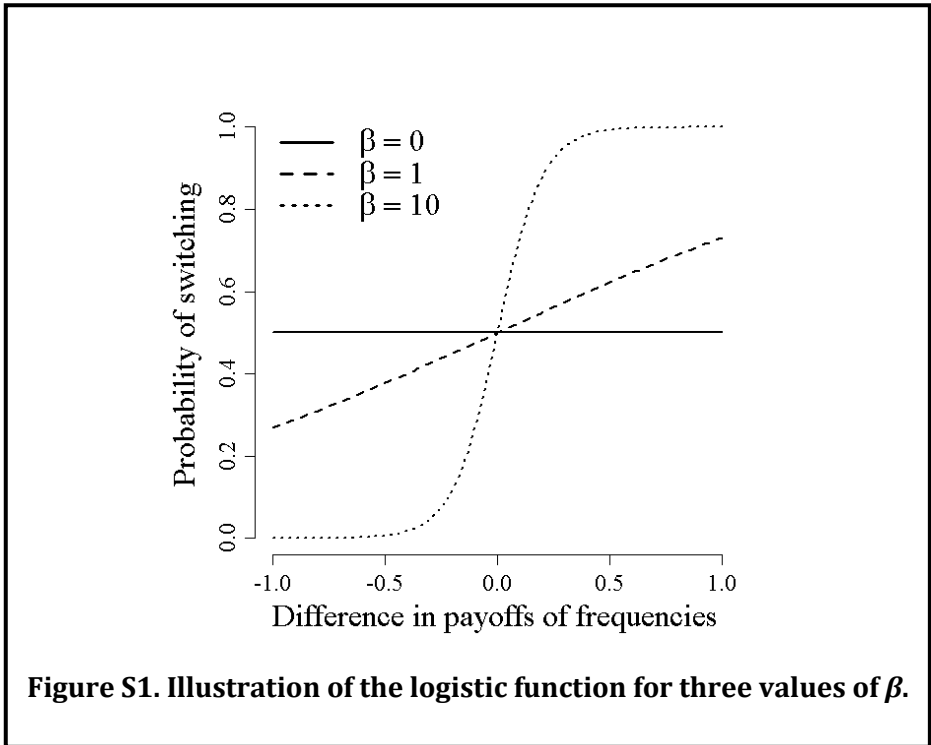 β = 0
β = 1
β = 10
Probability of switching
1.0
0.8
0.6
0.4
0.2
0.0
-1.0 -0.5 0.0 0.5 1.0
Difference in payoffs of frequencies
Figure S1. Illustration of the logistic function for three values of β.